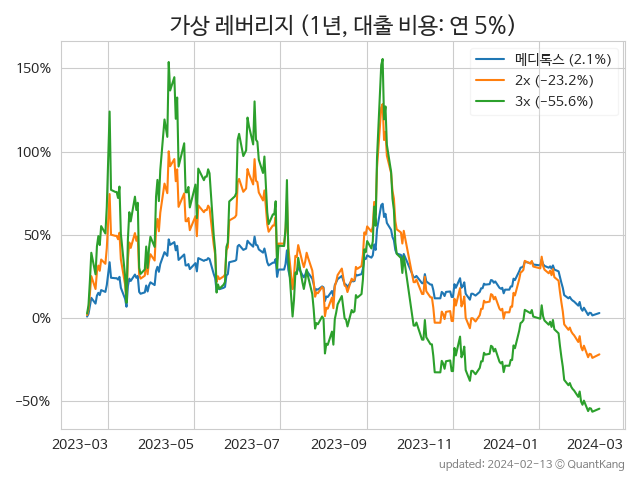 가상 레버리지 (1년, 대출 비용: 연 5%)
메디톡스 (2.1%)
2x (−23.2%)
3x (−55.6%)
150%
100%
50%
0%
−50%
2023-03 2023-05 2023-07 2023-09 2023-11 2024-01 2024-03
updated: 2024-02-13 © QuantKang